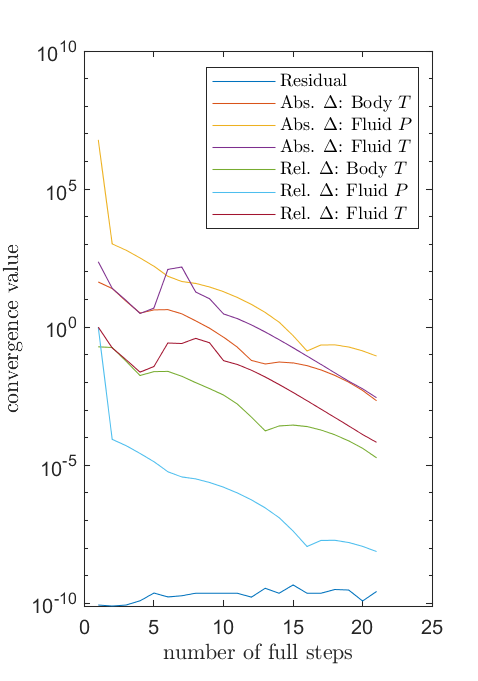 10^10
Residual
Abs. Δ: Body T
Abs. Δ: Fluid P
Abs. Δ: Fluid T
Rel. Δ: Body T
Rel. Δ: Fluid P
Rel. Δ: Fluid T
10^5
convergence value
10^0
10^-5
10^-10
0 5 10 15 20 25
number of full steps